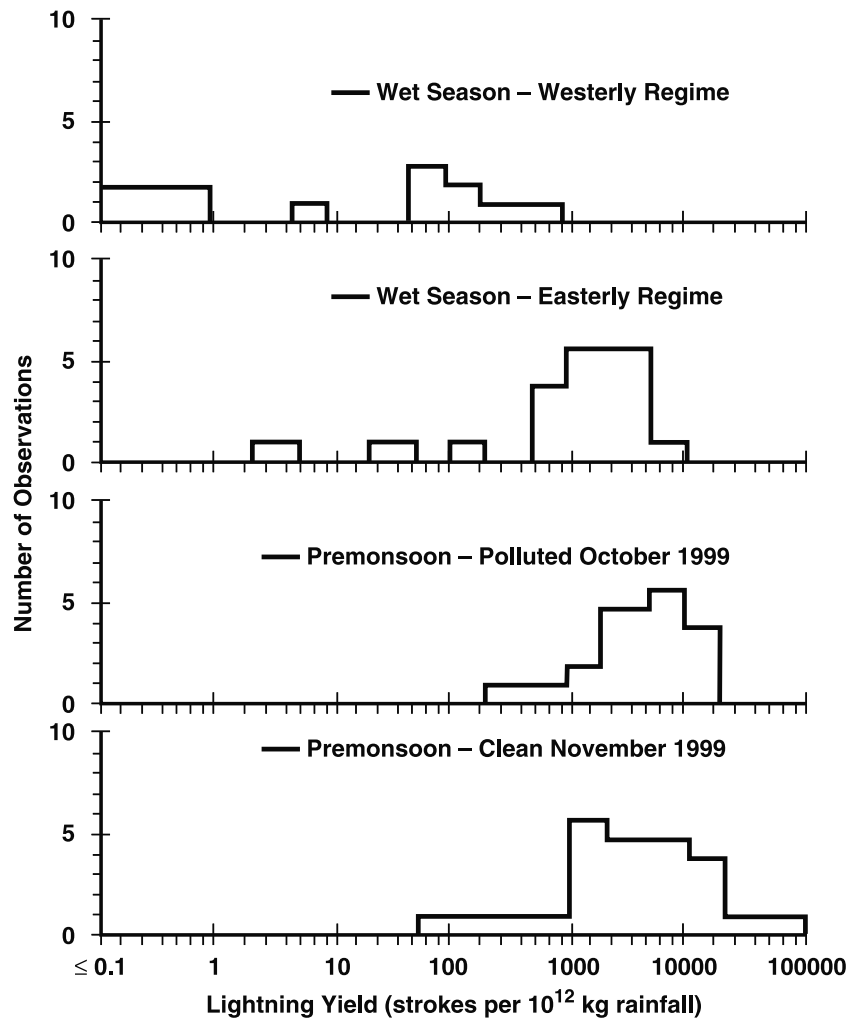 10
5
0
Wet Season – Westerly Regime
10
5
0
Wet Season – Easterly Regime
10
5
0
Premonsoon – Polluted October 1999
10
5
0
Premonsoon – Clean November 1999
≤ 0.1 1 10 100 1000 10000 100000
Lightning Yield (strokes per 10¹² kg rainfall)
Number of Observations